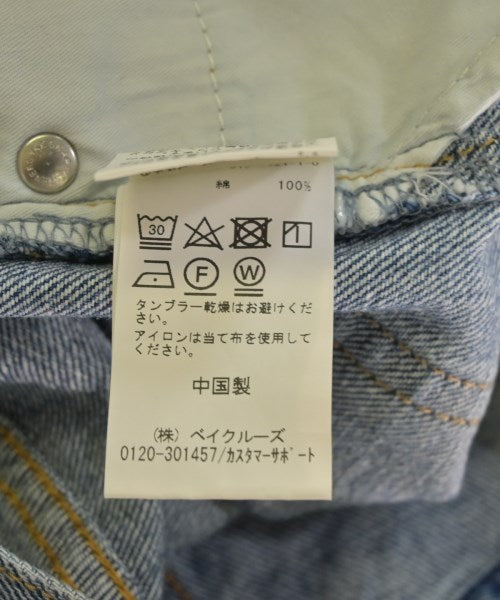 綿 100%
30
F W
タンブラー乾燥はお避けくだ
さい。
アイロンは当て布を使用して
ください。
中国製
(株) ベイクルーズ
0120-301457/カスタマーサポート